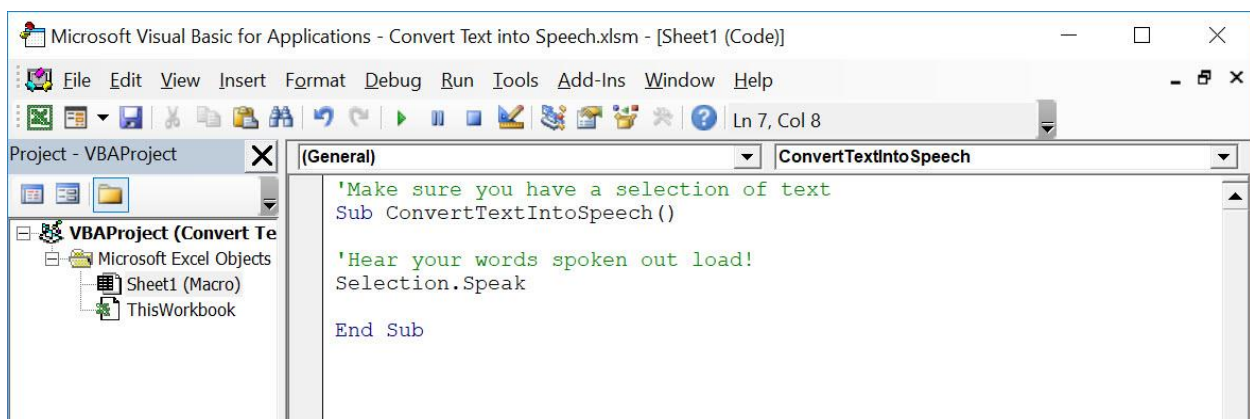 Microsoft Visual Basic for Applications - Convert Text into Speech.xlsm - [Sheet1 (Code)]
File Edit View Insert Format Debug Run Tools Add-Ins Window Help
Ln 7, Col 8
Project - VBAProject
(General) ConvertTextIntoSpeech
'Make sure you have a selection of text
Sub ConvertTextIntoSpeech()
'Hear your words spoken out load!
Selection.Speak
End Sub
VBAProject (Convert Te
Microsoft Excel Objects
Sheet1 (Macro)
ThisWorkbook